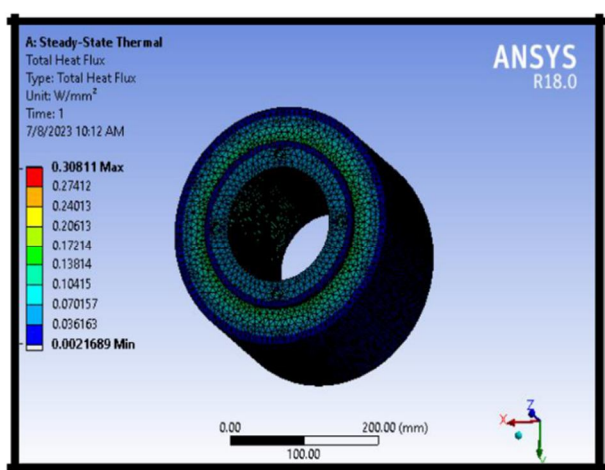 A: Steady-State Thermal
Total Heat Flux
Type: Total Heat Flux
Unit: W/mm²
Time: 1
7/8/2023 10:12 AM
ANSYS
R18.0
0.30811 Max
0.27412
0.24013
0.20613
0.17214
0.13814
0.10415
0.070157
0.036163
0.0021689 Min
0.00
200.00 (mm)
100.00
Z
X
Y